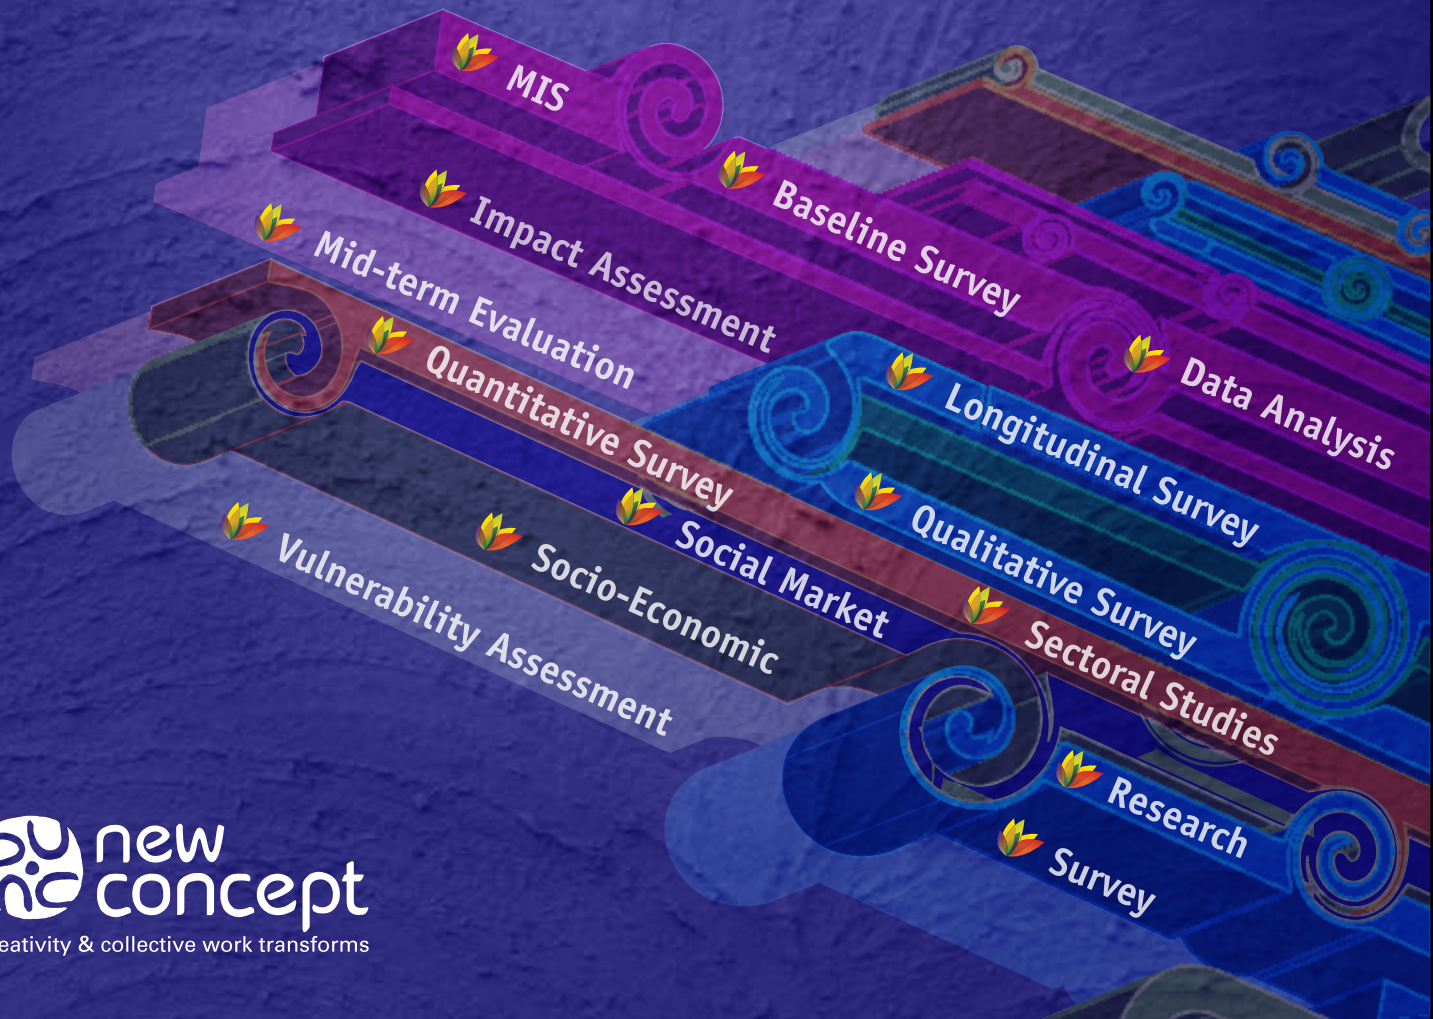 MIS
Baseline Survey
Impact Assessment
Mid-term Evaluation
Data Analysis
Quantitative Survey
Longitudinal Survey
Qualitative Survey
Social Market
Socio-Economic
Vulnerability Assessment
Sectoral Studies
Research
Survey
new
concept
eativity & collective work transforms